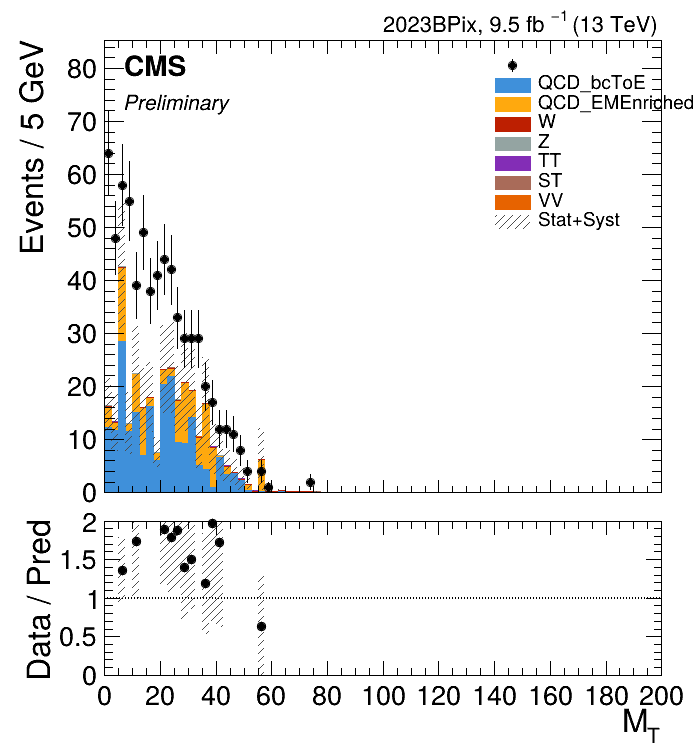 2023BPix, 9.5 fb⁻¹ (13 TeV)
CMS
Preliminary
Events / 5 GeV
80
70
60
50
40
30
20
10
0
QCD_bcToE
QCD_EMEnriched
W
Z
TT
ST
VV
Stat+Syst
Data / Pred
2
1.5
1
0.5
0
0 20 40 60 80 100 120 140 160 180 200
M_T